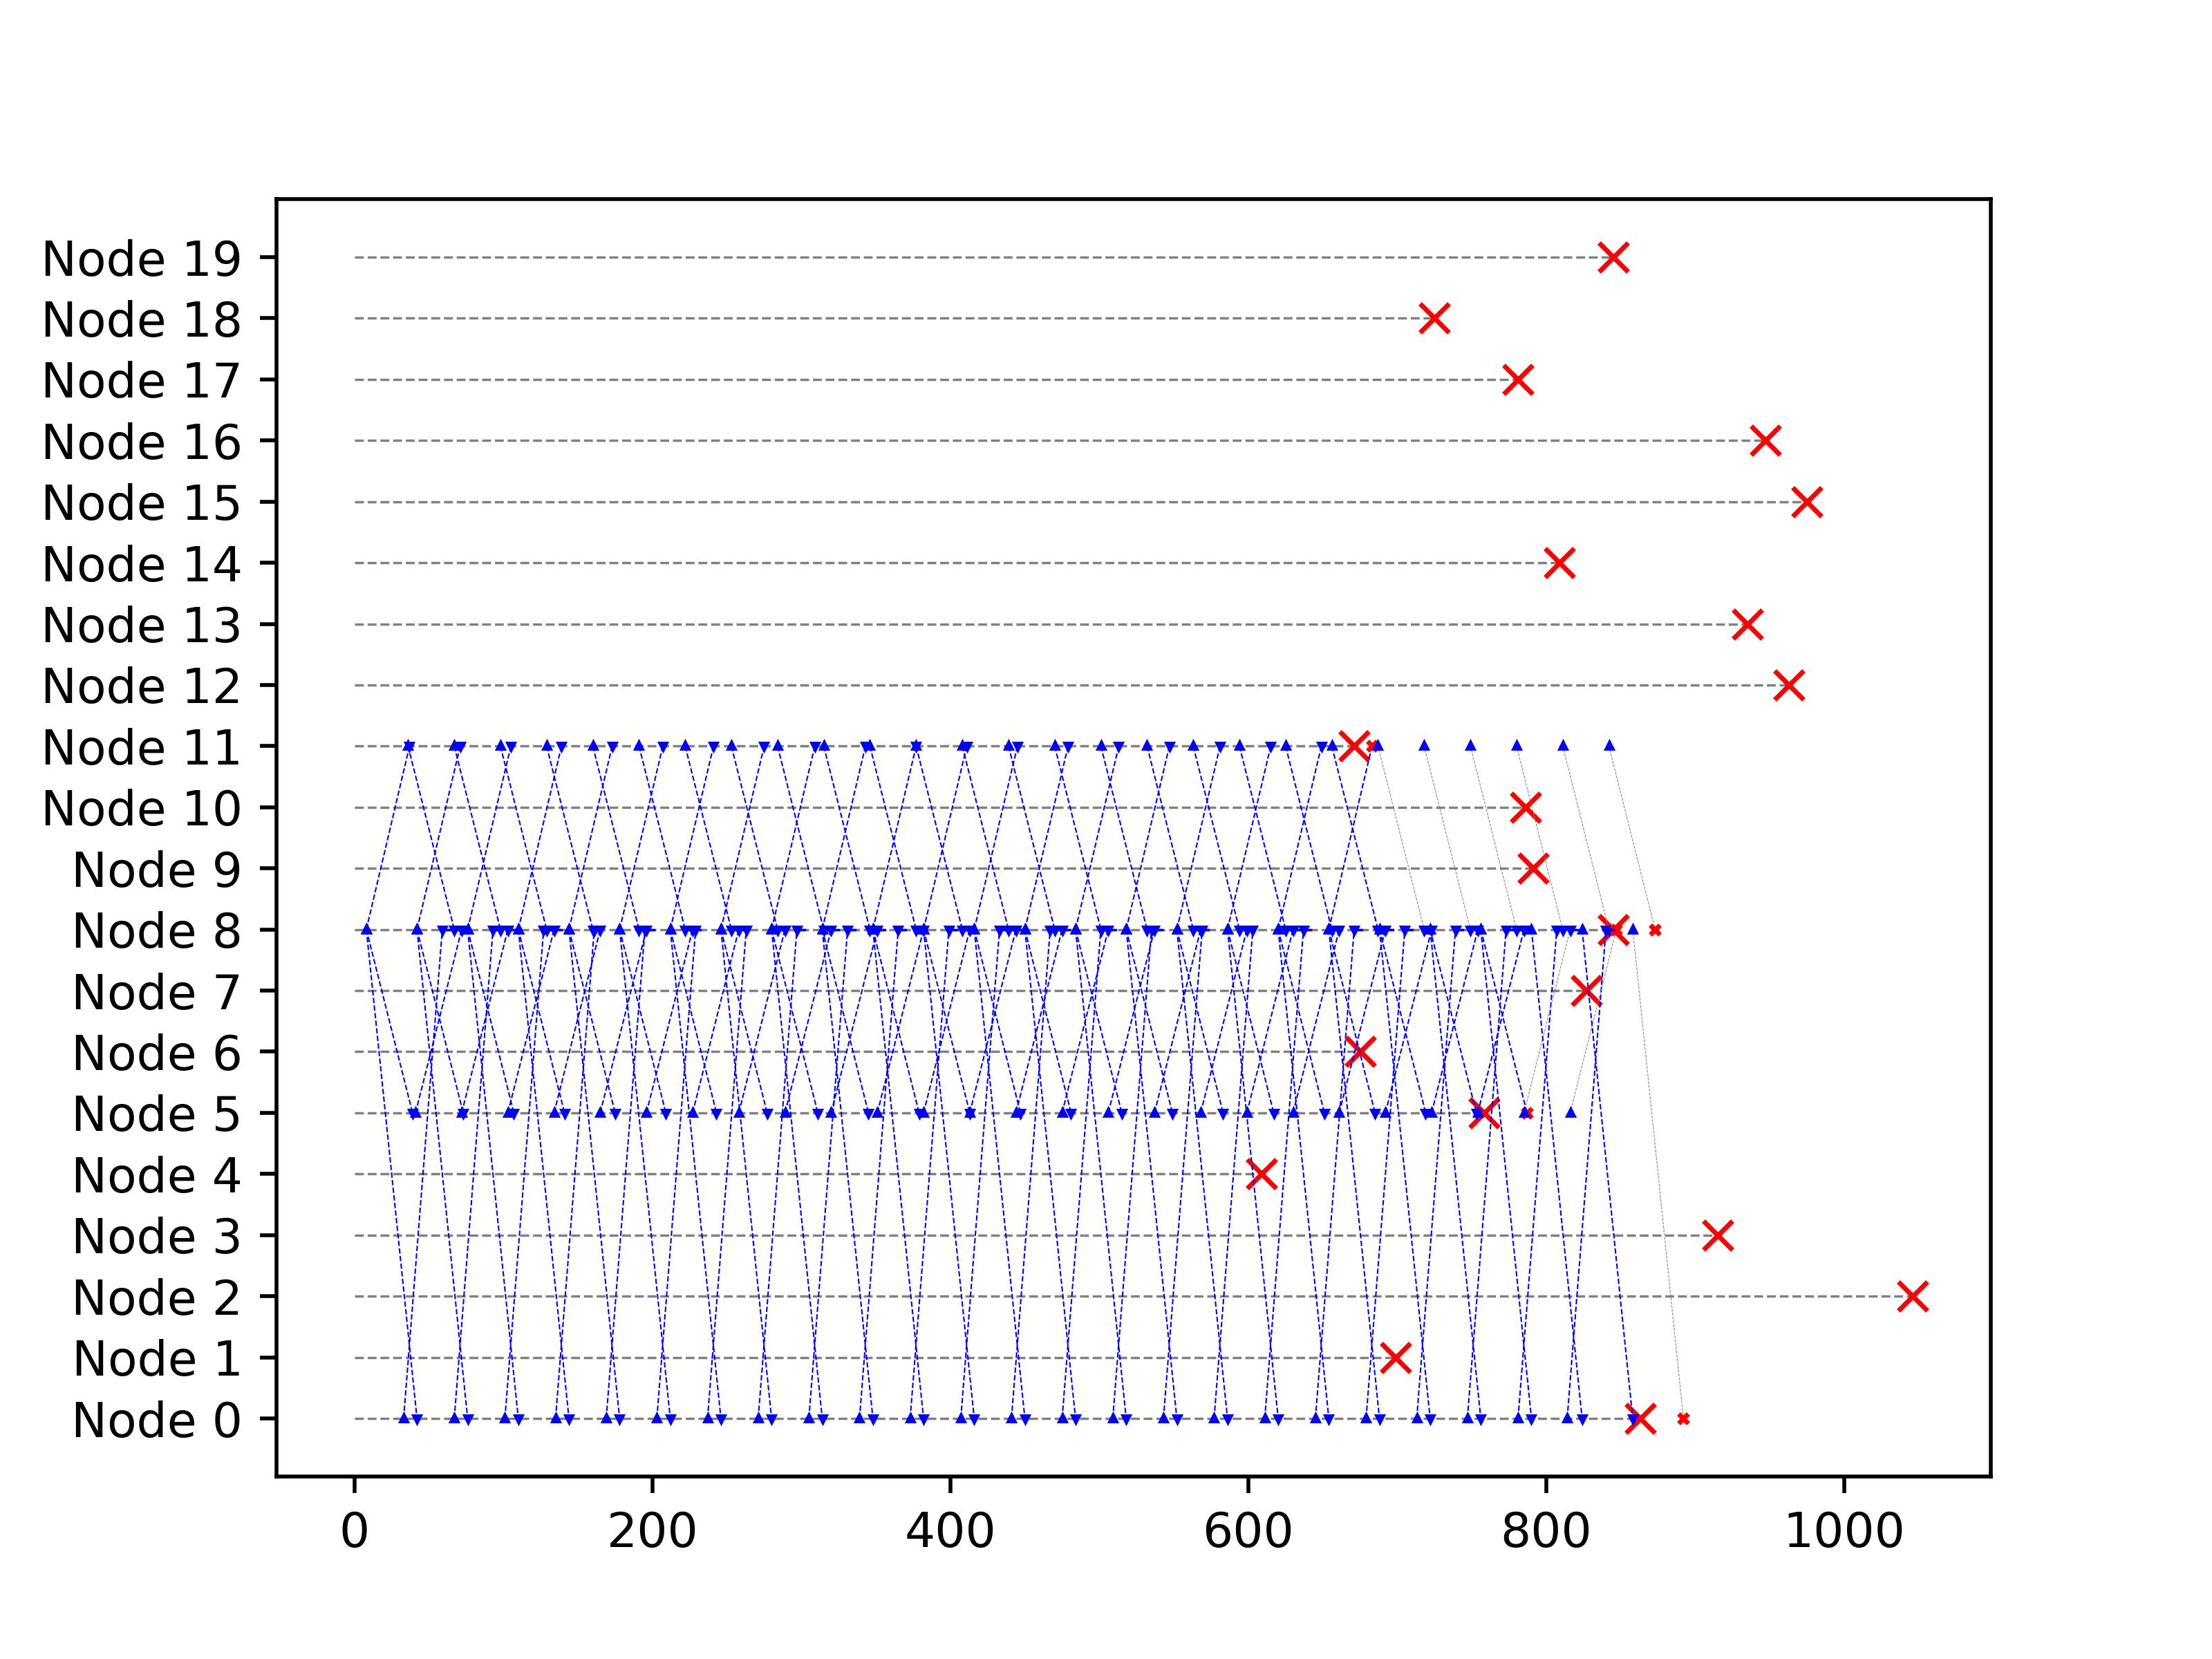 Node 19
Node 18
Node 17
Node 16
Node 15
Node 14
Node 13
Node 12
Node 11
Node 10
Node 9
Node 8
Node 7
Node 6
Node 5
Node 4
Node 3
Node 2
Node 1
Node 0
0 200 400 600 800 1000